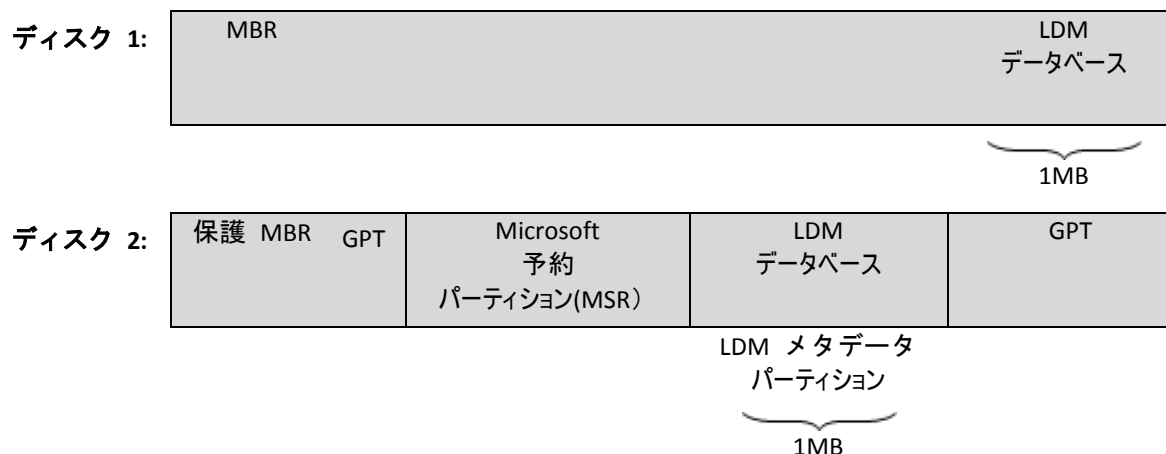 ディスク 1:
MBR
LDM
データベース
1MB
ディスク 2:
保護 MBR GPT
Microsoft
予約
パーティション(MSR）
LDM
データベース
GPT
LDM メタデータ
パーティション
1MB